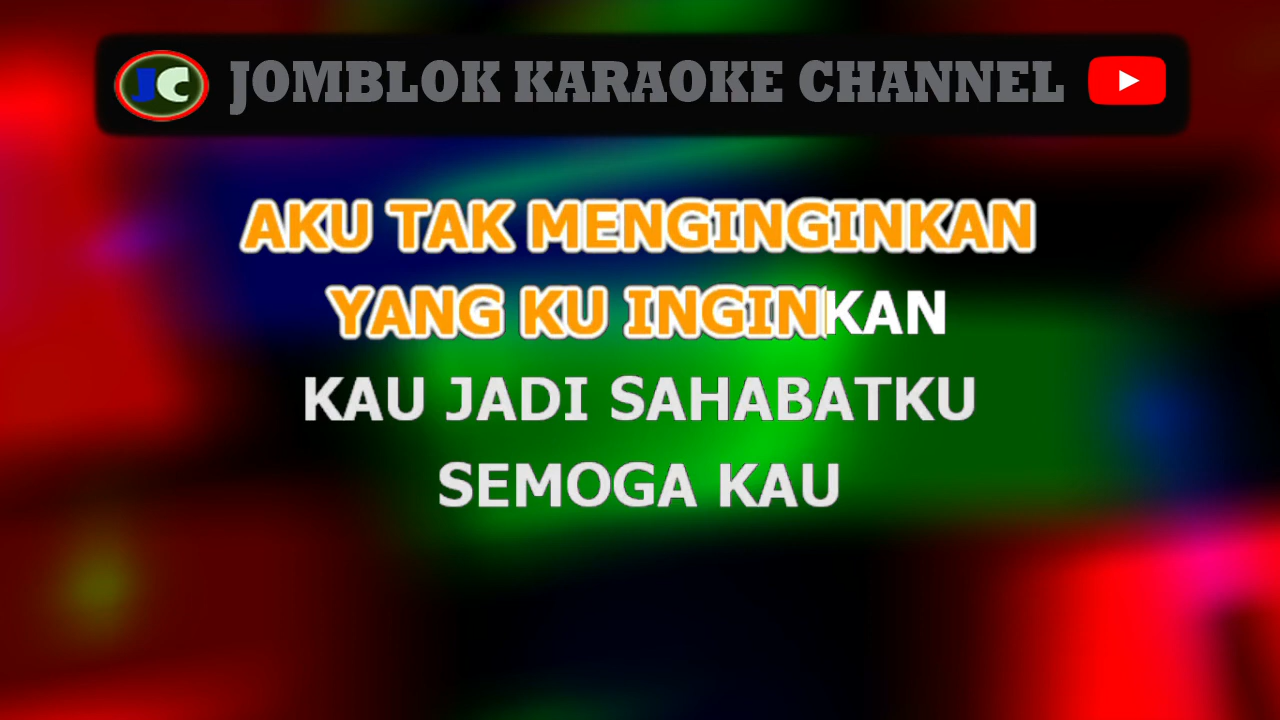 JC JOMBLOK KARAOKE CHANNEL
AKU TAK MENGINGINKAN
YANG KU INGINKAN
KAU JADI SAHABATKU
SEMOGA KAU